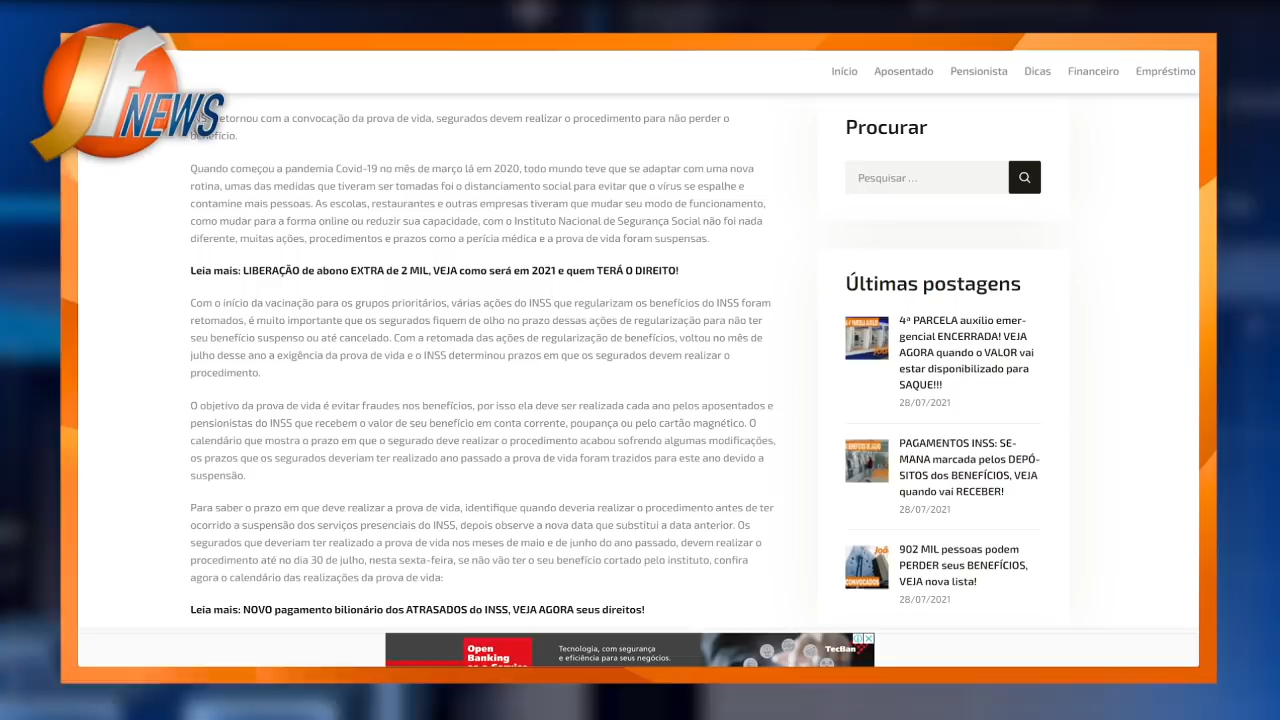 JF
NEWS
Início Aposentado Pensionista Dicas Financeiro Empréstimo
retornou com a convocação da prova de vida, segurados devem realizar o procedimento para não perder o
benefício.
Quando começou a pandemia Covid-19 no mês de março lá em 2020, todo mundo teve que se adaptar com uma nova
rotina, umas das medidas que tiveram ser tomadas foi o distanciamento social para evitar que o vírus se espalhe e
contamine mais pessoas. As escolas, restaurantes e outras empresas tiveram que mudar seu modo de funcionamento,
como mudar para a forma online ou reduzir sua capacidade, com o Instituto Nacional de Segurança Social não foi nada
diferente, muitas ações, procedimentos e prazos como a perícia médica e a prova de vida foram suspensas.
Leia mais: LIBERAÇÃO de abono EXTRA de 2 MIL, VEJA como será em 2021 e quem TERÁ O DIREITO!
Com o início da vacinação para os grupos prioritários, várias ações do INSS que regularizam os benefícios do INSS foram
retomados, é muito importante que os segurados fiquem de olho no prazo dessas ações de regularização para não ter
seu benefício suspenso ou até cancelado. Com a retomada das ações de regularização de benefícios, voltou no mês de
julho desse ano a exigência da prova de vida e o INSS determinou prazos em que os segurados devem realizar o
procedimento.
O objetivo da prova de vida é evitar fraudes nos benefícios, por isso ela deve ser realizada cada ano pelos aposentados e
pensionistas do INSS que recebem o valor de seu benefício em conta corrente, poupança ou pelo cartão magnético. O
calendário que mostra o prazo em que o segurado deve realizar o procedimento acabou sofrendo algumas modificações,
os prazos que os segurados deveriam ter realizado ano passado a prova de vida foram trazidos para este ano devido a
suspensão.
Para saber o prazo em que deve realizar a prova de vida, identifique quando deveria realizar o procedimento antes de ter
ocorrido a suspensão dos serviços presenciais do INSS, depois observe a nova data que substitui a data anterior. Os
segurados que deveriam ter realizado a prova de vida nos meses de maio e de junho do ano passado, devem realizar o
procedimento até no dia 30 de julho, nesta sexta-feira, se não vão ter o seu benefício cortado pelo instituto, confira
agora o calendário das realizações da prova de vida:
Leia mais: NOVO pagamento bilionário dos ATRASADOS do INSS, VEJA AGORA seus direitos!
Procurar
Pesquisar ...
Últimas postagens
4ª PARCELA auxílio emer-
gencial ENCERRADA! VEJA
AGORA quando o VALOR vai
estar disponibilizado para
SAQUE!!!
28/07/2021
PAGAMENTOS INSS: SE-
MANA marcada pelos DEPÓ-
SITOS dos BENEFÍCIOS, VEJA
quando vai RECEBER!
28/07/2021
João
CONVOCADOS
902 MIL pessoas podem
PERDER seus BENEFÍCIOS,
VEJA nova lista!
28/07/2021
Open
Banking
as a Service
Tecnologia, com segurança
e eficiência para seus negócios.
TecBan